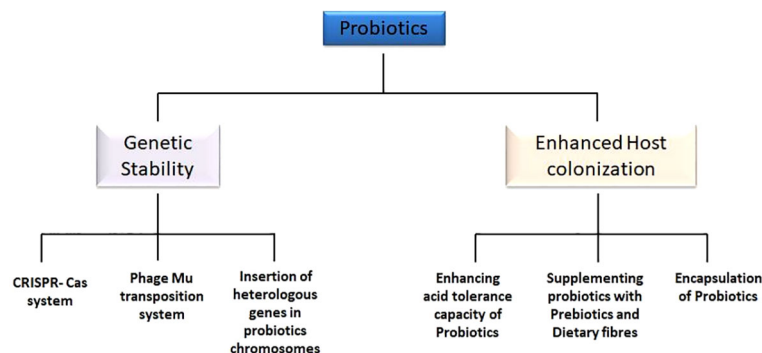 Probiotics
Genetic
Stability
Enhanced Host
colonization
CRISPR- Cas
system
Phage Mu
transposition
system
Insertion of
heterologous
genes in
probiotics
chromosomes
Enhancing
acid tolerance
capacity of
Probiotics
Supplementing
probiotics with
Prebiotics and
Dietary fibres
Encapsulation
of Probiotics